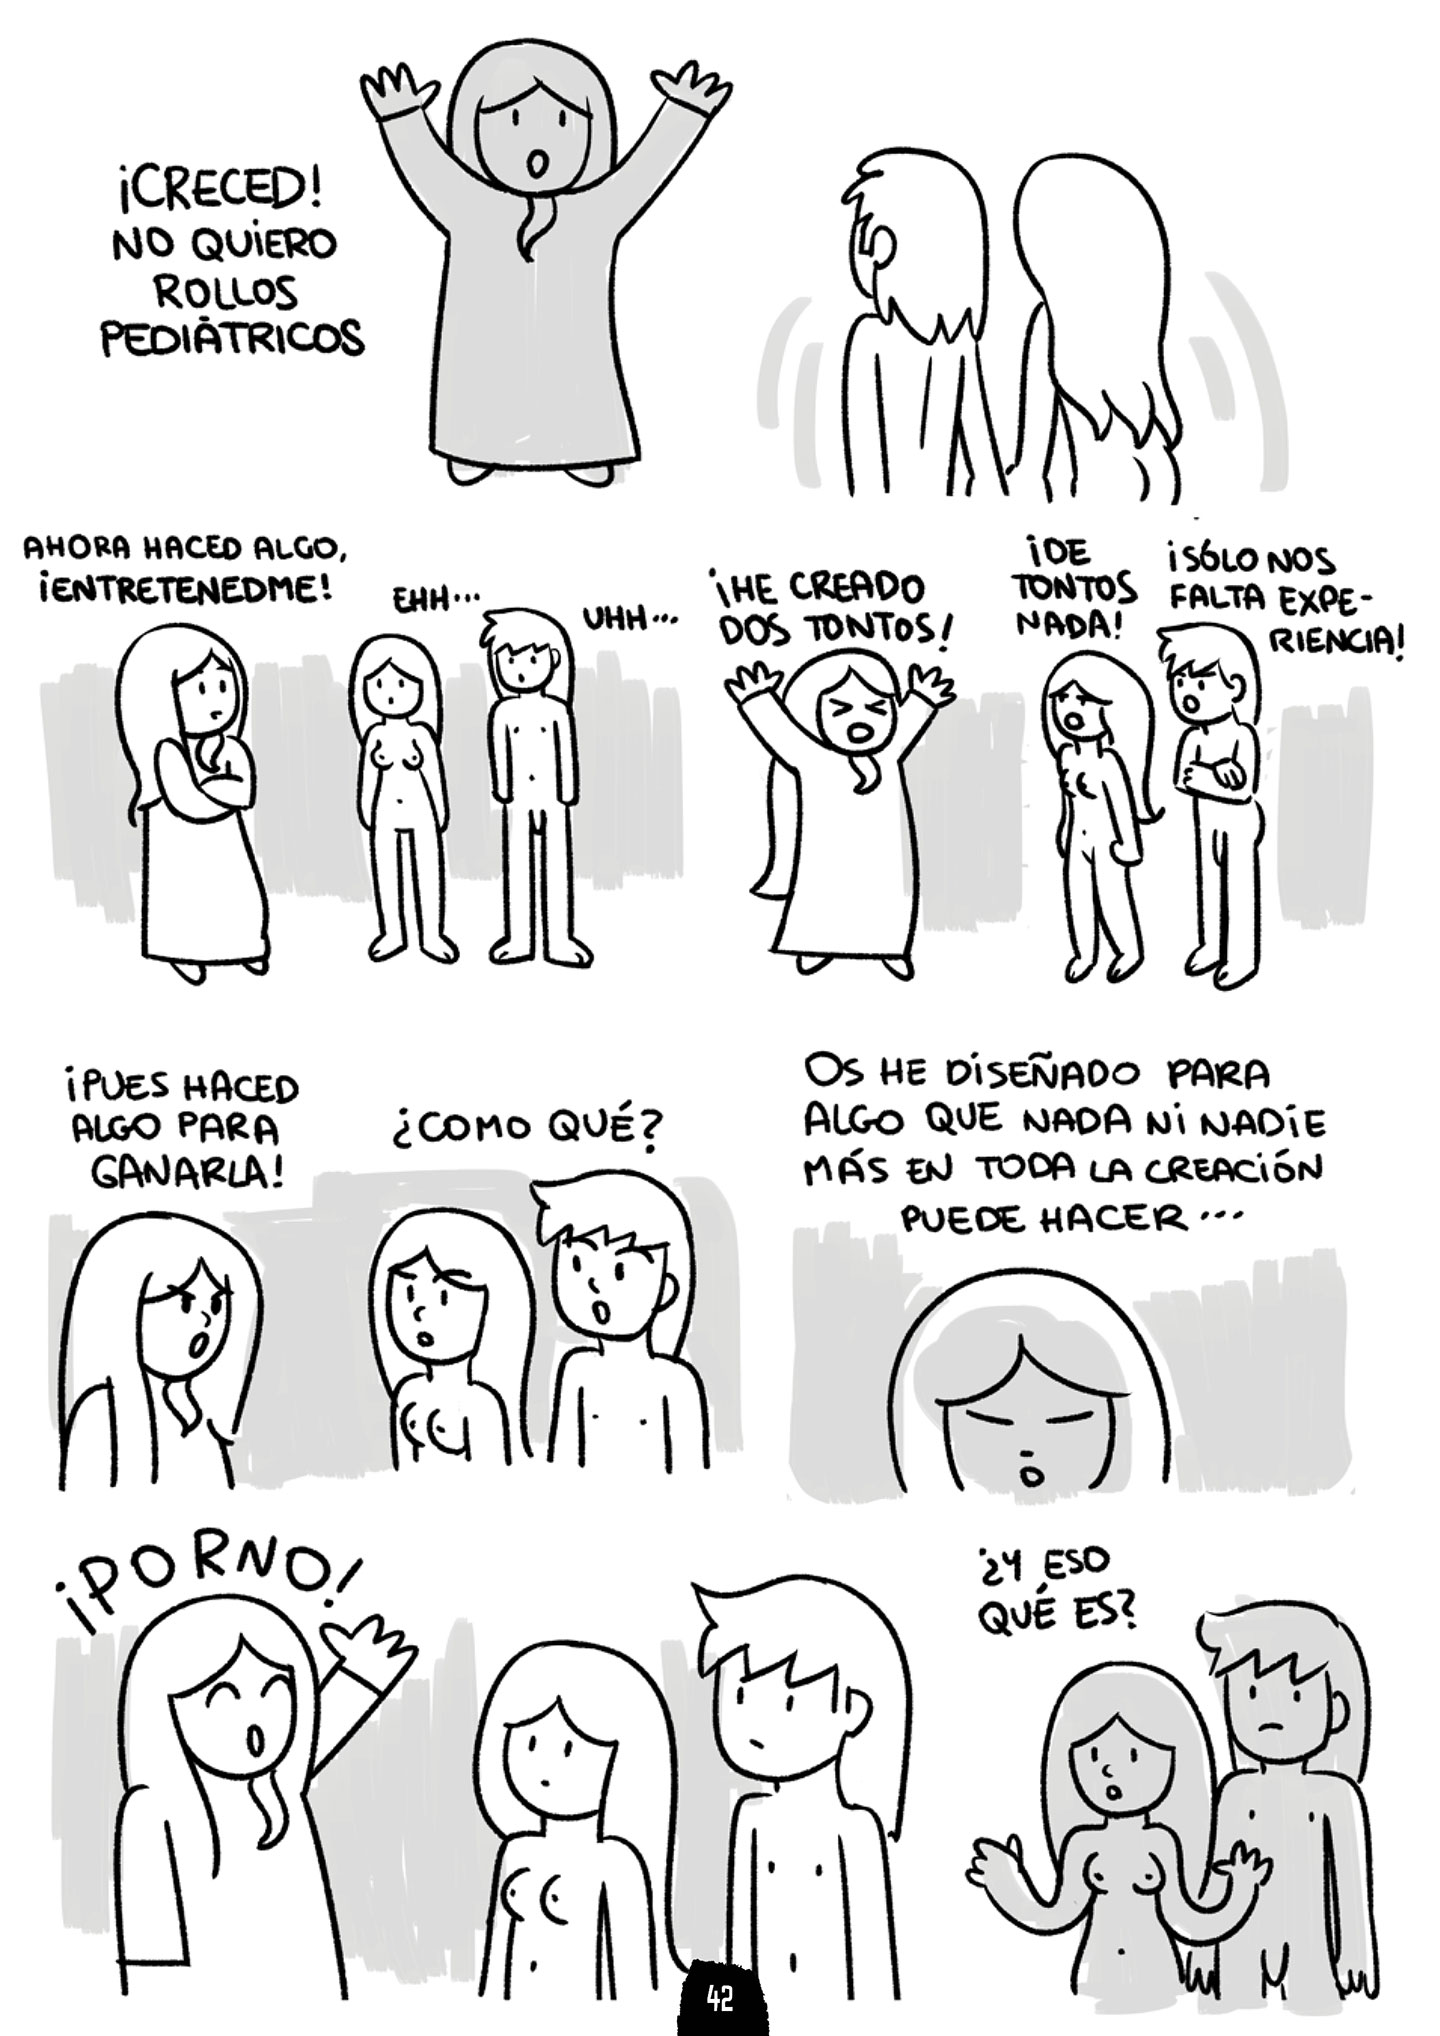 ¡CRECED!
NO QUIERO
ROLLOS
PEDIÁTRICOS
AHORA HACED ALGO,
¡ENTRETENEDME!
EHH...
UHH...
¡HE CREADO
DOS TONTOS!
¡DE
TONTOS
NADA!
¡SÓLO NOS
FALTA EXPE-
RIENCIA!
¡PUES HACED
ALGO PARA
GANARLA!
¿COMO QUÉ?
OS HE DISEÑADO PARA
ALGO QUE NADA NI NADIE
MÁS EN TODA LA CREACIÓN
PUEDE HACER...
¡PORNO!
¿Y ESO
QUÉ ES?
42